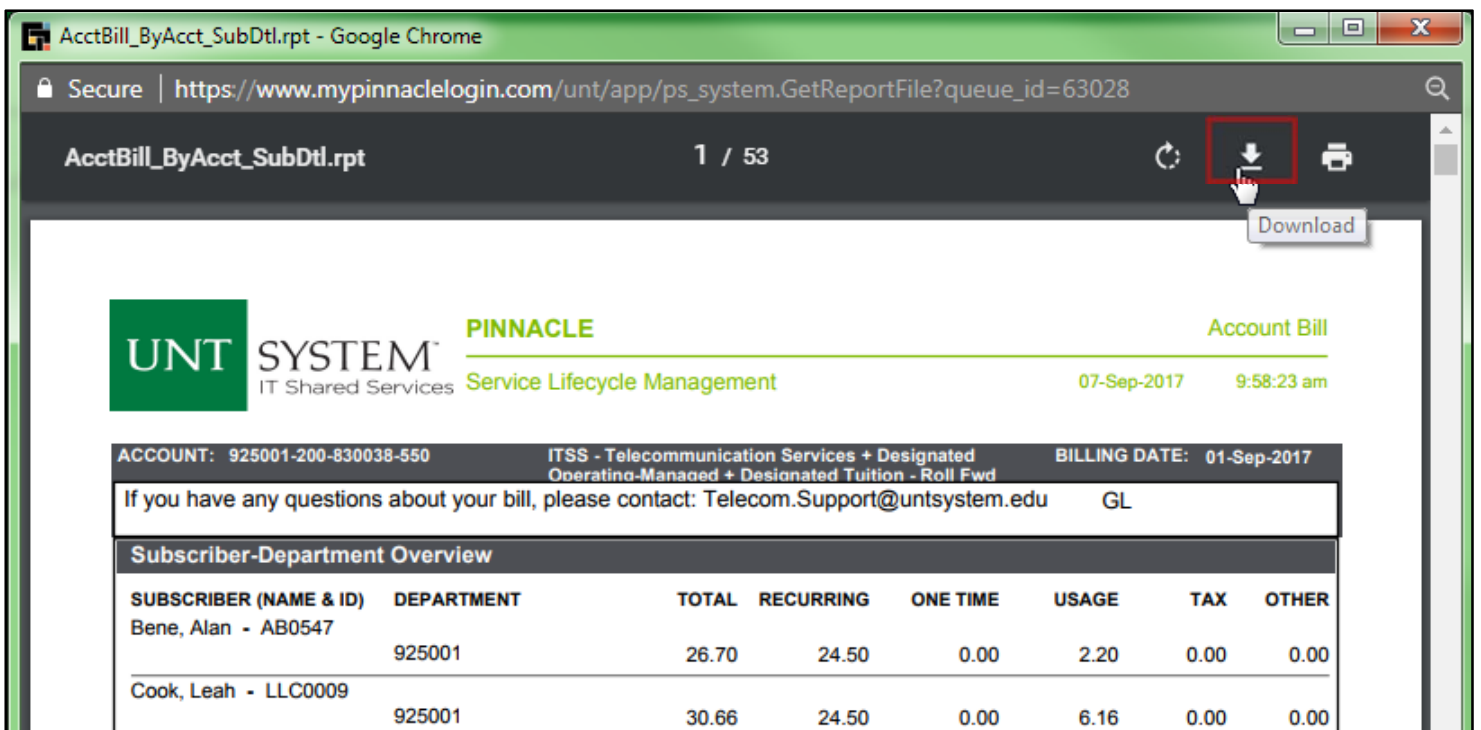 AcctBill_ByAcct_SubDtl.rpt - Google Chrome
Secure | https://www.mypinnaclelogin.com/unt/app/ps_system.GetReportFile?queue_id=63028
AcctBill_ByAcct_SubDtl.rpt 1 / 53
Download
UNT SYSTEM™
IT Shared Services
PINNACLE Account Bill
Service Lifecycle Management 07-Sep-2017 9:58:23 am
ACCOUNT: 925001-200-830038-550 ITSS - Telecommunication Services + Designated BILLING DATE: 01-Sep-2017
Operating-Managed + Designated Tuition - Roll Fwd
If you have any questions about your bill, please contact: Telecom.Support@untsystem.edu GL
Subscriber-Department Overview
SUBSCRIBER (NAME & ID) DEPARTMENT TOTAL RECURRING ONE TIME USAGE TAX OTHER
Bene, Alan - AB0547
925001 26.70 24.50 0.00 2.20 0.00 0.00
Cook, Leah - LLC0009
925001 30.66 24.50 0.00 6.16 0.00 0.00